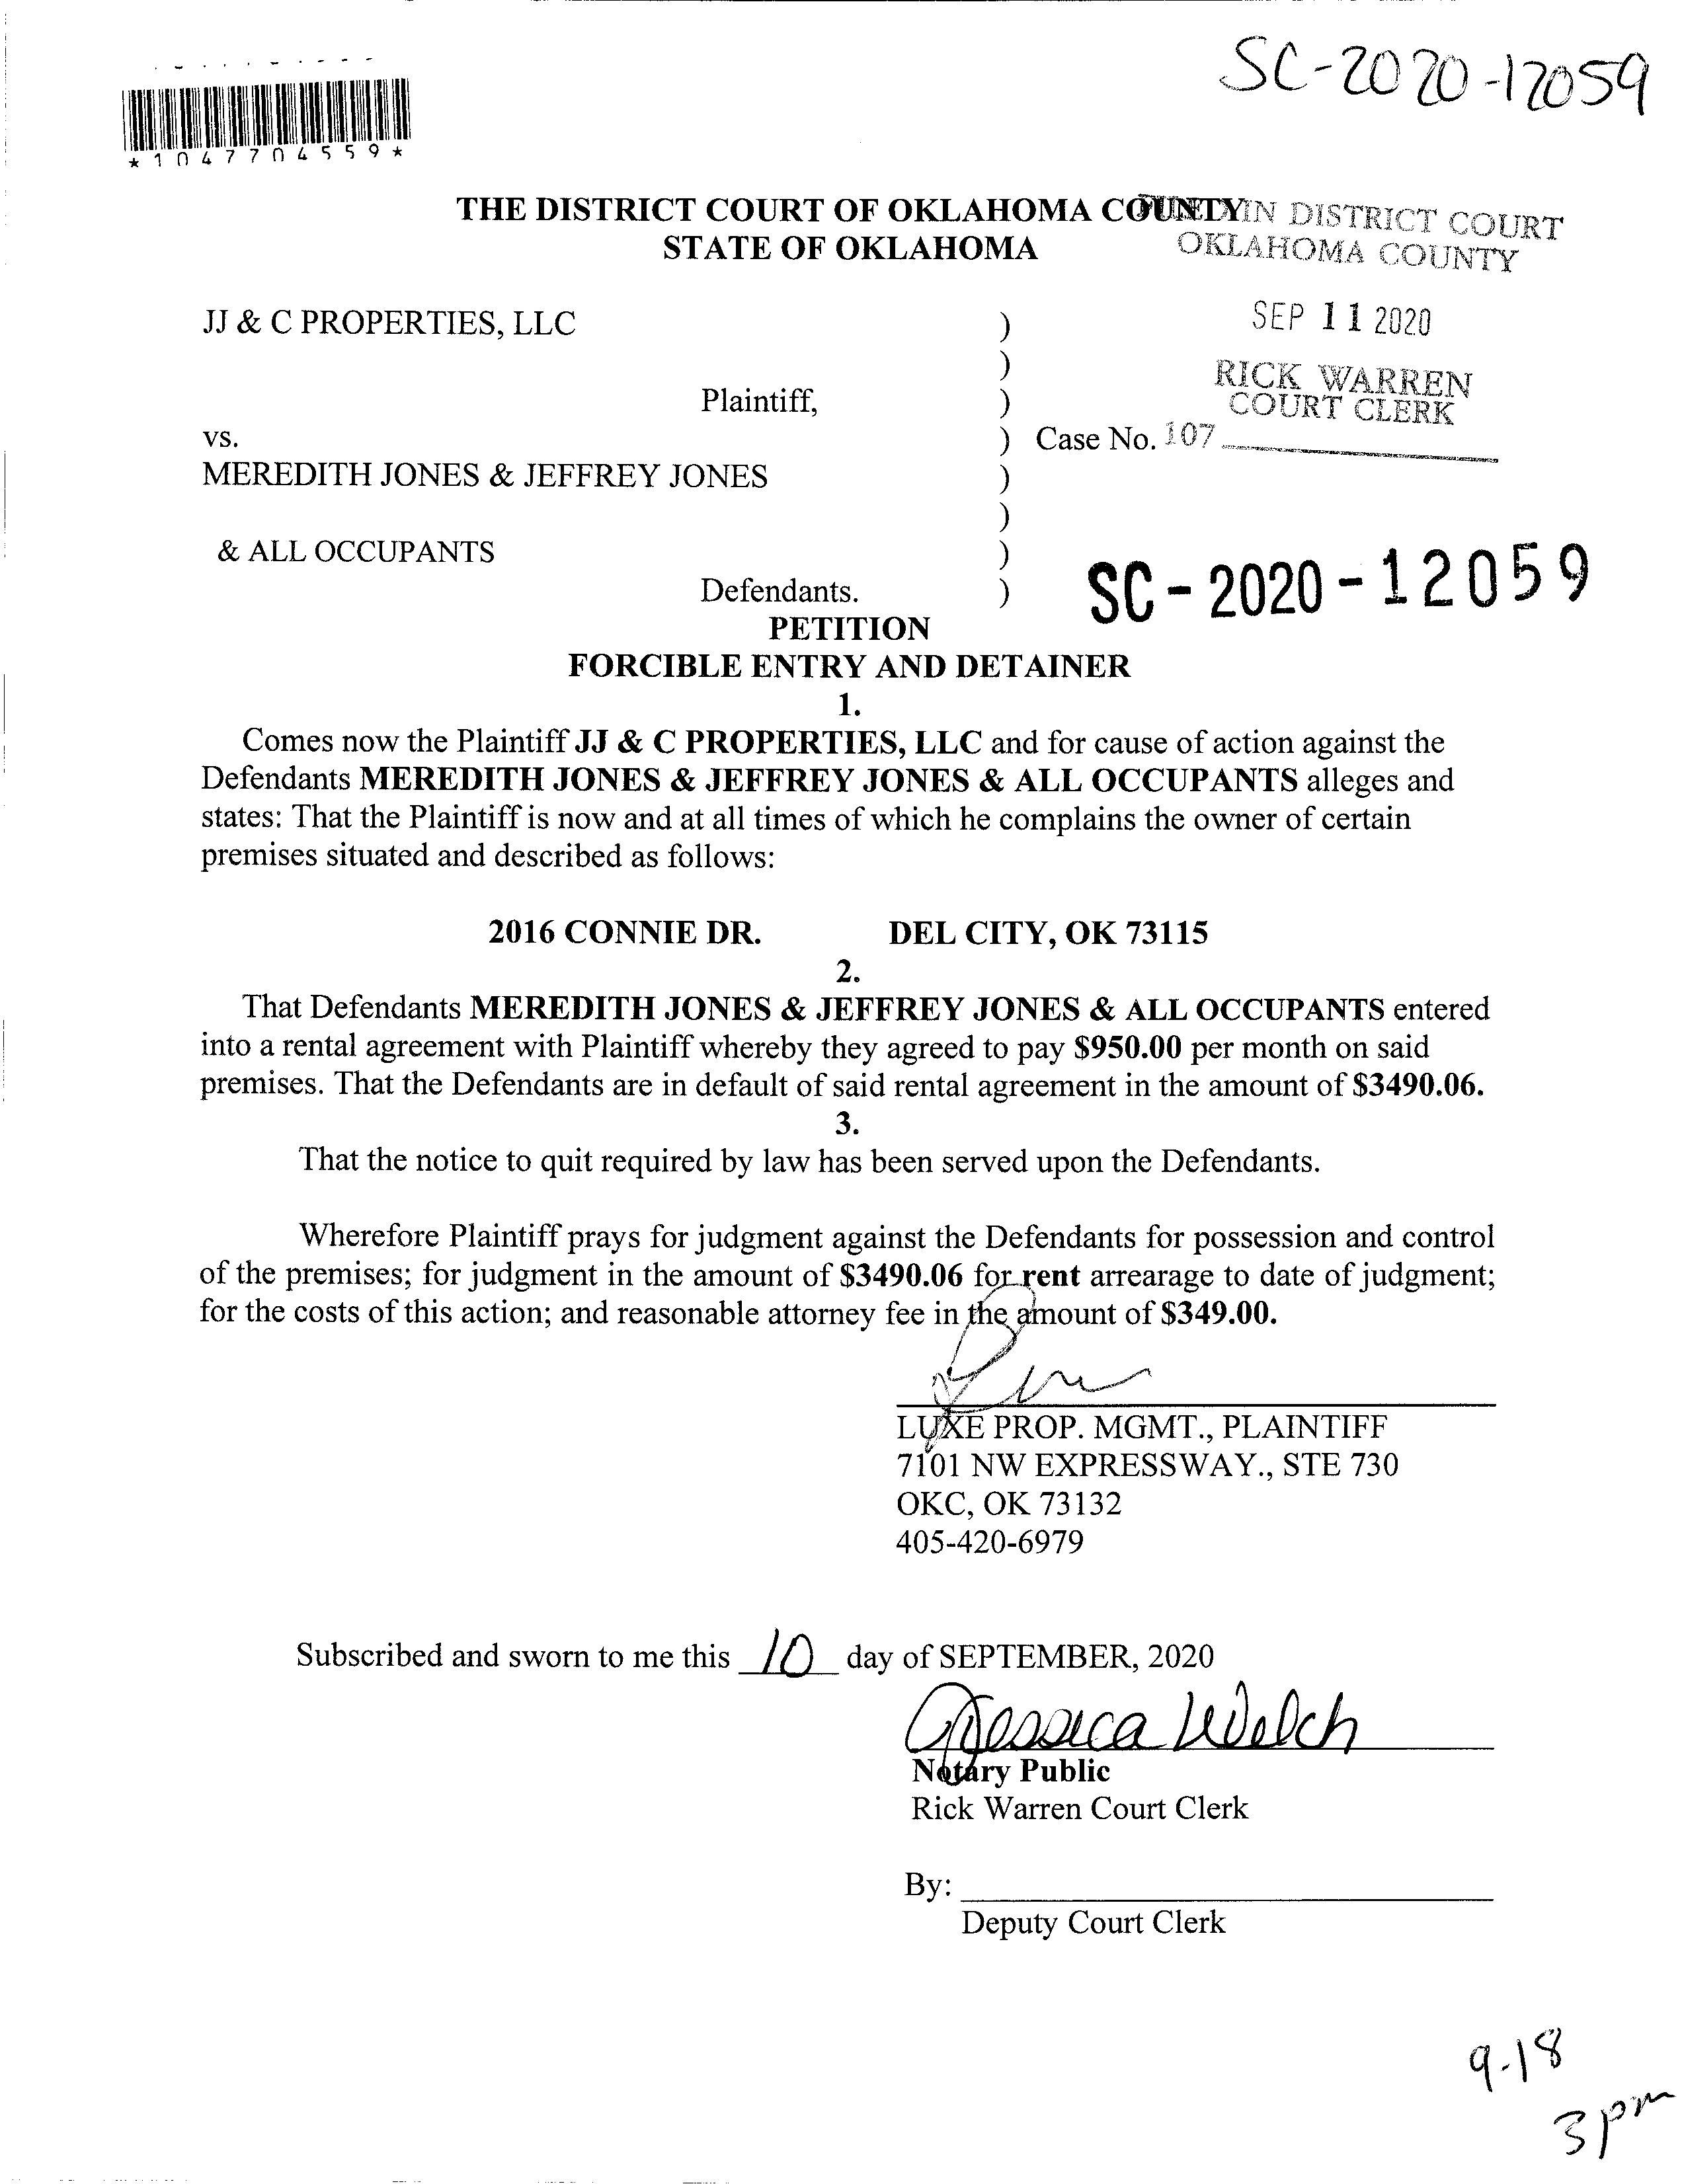 SC-2020-12059
*1047704559*
THE DISTRICT COURT OF OKLAHOMA COUNTY IN DISTRICT COURT
STATE OF OKLAHOMA OKLAHOMA COUNTY
JJ & C PROPERTIES, LLC ) SEP 11 2020
)
RICK WARREN
Plaintiff, ) COURT CLERK
vs. ) Case No. 107
MEREDITH JONES & JEFFREY JONES )
)
& ALL OCCUPANTS )
Defendants. ) SC-2020-12059
PETITION
FORCIBLE ENTRY AND DETAINER
1.
Comes now the Plaintiff JJ & C PROPERTIES, LLC and for cause of action against the
Defendants MEREDITH JONES & JEFFREY JONES & ALL OCCUPANTS alleges and
states: That the Plaintiff is now and at all times of which he complains the owner of certain
premises situated and described as follows:
2016 CONNIE DR. DEL CITY, OK 73115
2.
That Defendants MEREDITH JONES & JEFFREY JONES & ALL OCCUPANTS entered
into a rental agreement with Plaintiff whereby they agreed to pay $950.00 per month on said
premises. That the Defendants are in default of said rental agreement in the amount of $3490.06.
3.
That the notice to quit required by law has been served upon the Defendants.
Wherefore Plaintiff prays for judgment against the Defendants for possession and control
of the premises; for judgment in the amount of $3490.06 for rent arrearage to date of judgment;
for the costs of this action; and reasonable attorney fee in the amount of $349.00.
LUXE PROP. MGMT., PLAINTIFF
7101 NW EXPRESSWAY., STE 730
OKC, OK 73132
405-420-6979
Subscribed and sworn to me this 10 day of SEPTEMBER, 2020
Jessica Welch
Notary Public
Rick Warren Court Clerk
By:
Deputy Court Clerk
9-18
3pm